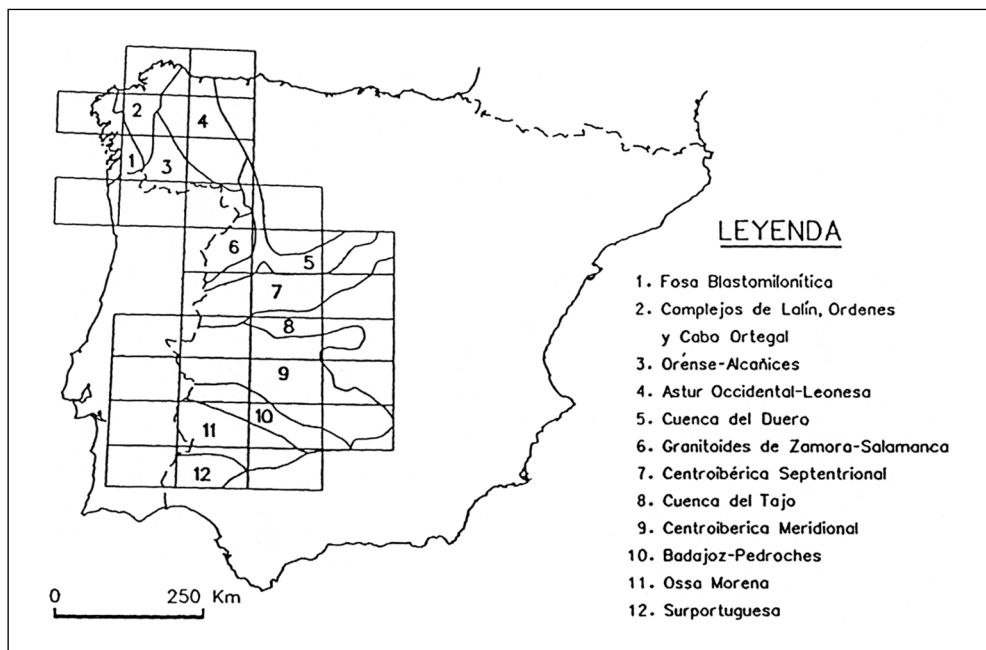 2
4
1
3
6
5
7
8
9
10
11
12
0 250 Km
LEYENDA
1. Fosa Blastomilonítica
2. Complejos de Lalín, Ordenes
y Cabo Ortegal
3. Orénse-Alcañices
4. Astur Occidental-Leonesa
5. Cuenca del Duero
6. Granitoides de Zamora-Salamanca
7. Centroibérica Septentrional
8. Cuenca del Tajo
9. Centroiberica Meridional
10. Badajoz-Pedroches
11. Ossa Morena
12. Surportuguesa